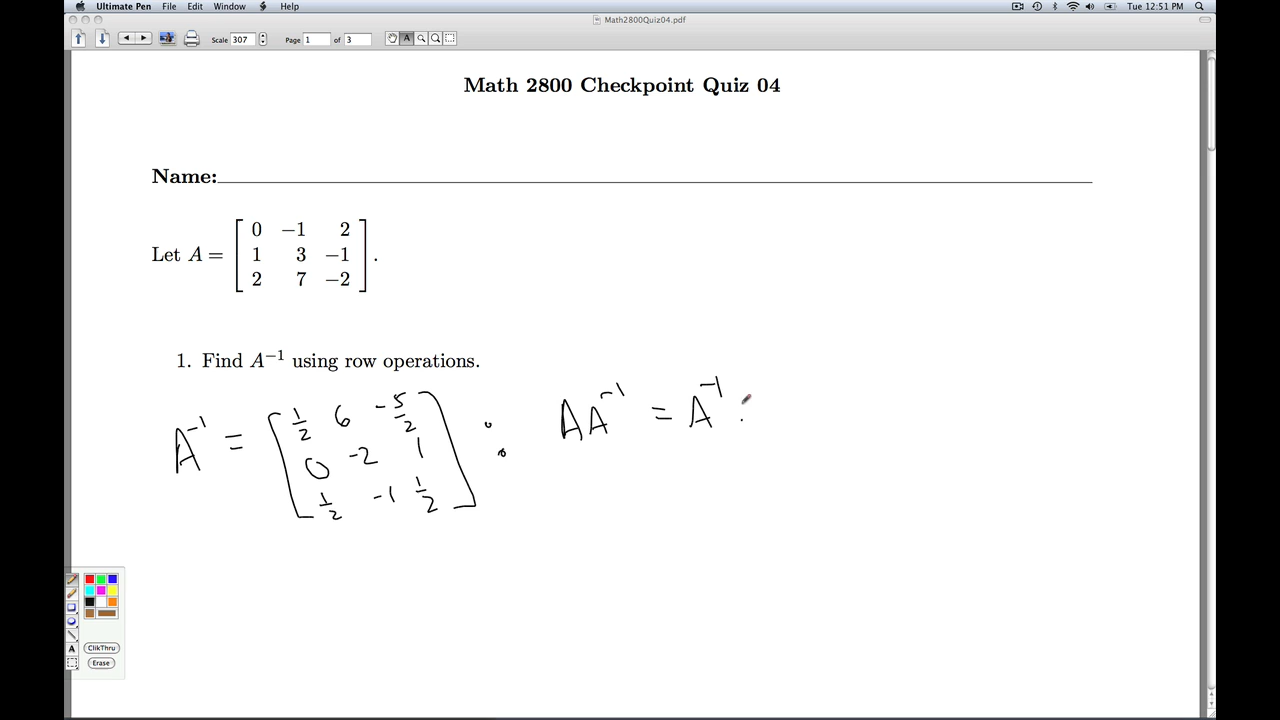 Ultimate Pen File Edit Window Help Tue 12:51 PM
Math2800Quiz04.pdf
Scale 307 Page 1 of 3 A
Math 2800 Checkpoint Quiz 04
Name:
0 −1 2
Let A = 1 3 −1 .
2 7 −2
1. Find A−1 using row operations.
1/2 6 -5/2
A-1 = 0 -2 1 : AA-1 = A-1
1/2 -1 1/2
A ClikThru
Erase